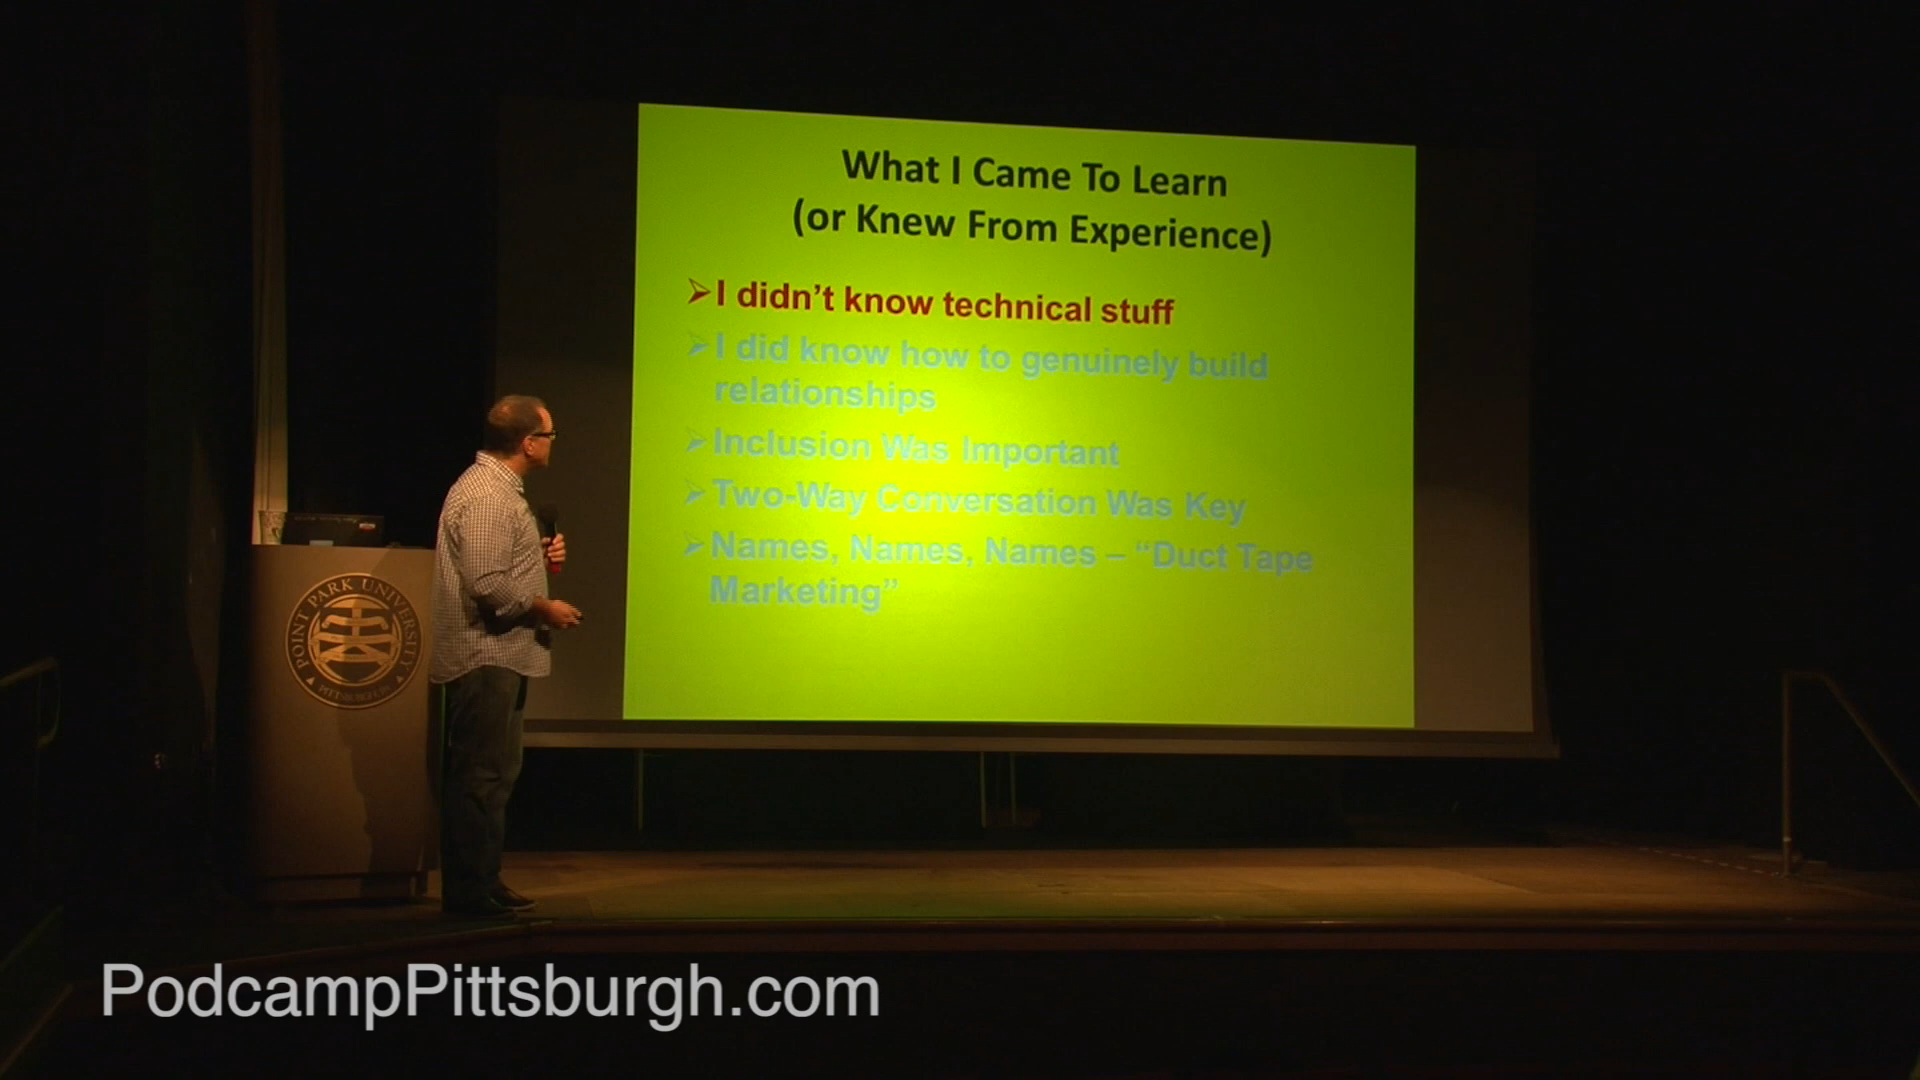 What I Came To Learn
(or Knew From Experience)
➢I didn't know technical stuff
➢I did know how to genuinely build
relationships
➢Inclusion Was Important
➢Two-Way Conversation Was Key
➢Names, Names, Names – “Duct Tape
Marketing”
POINT PARK UNIVERSITY
PITTSBURGH
PodcampPittsburgh.com